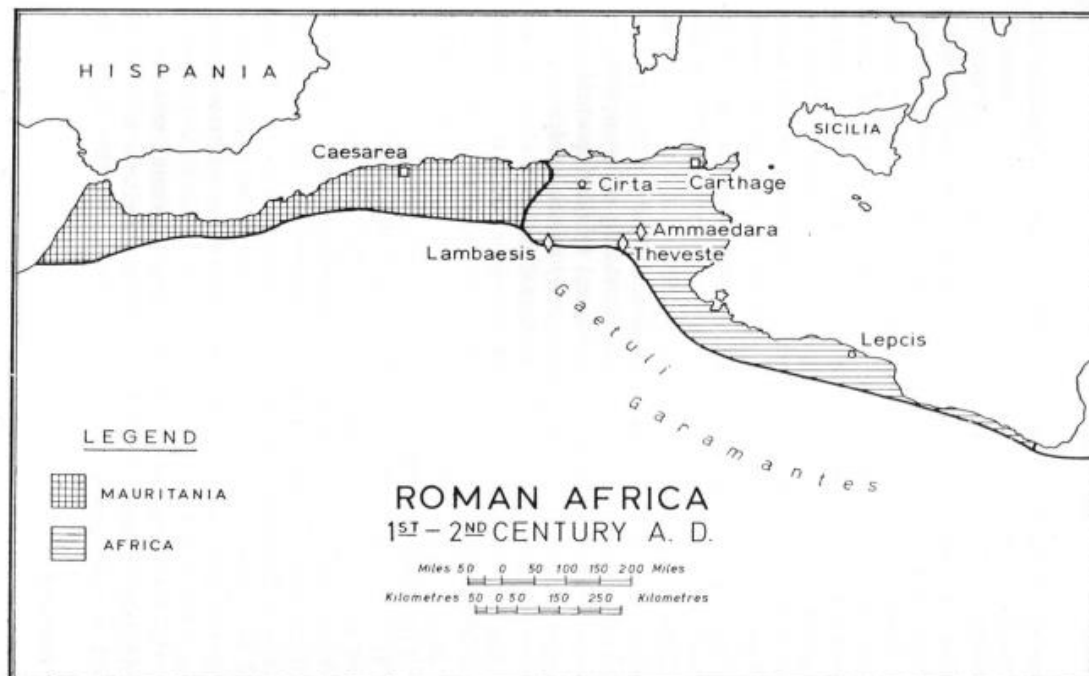 HISPANIA
SICILIA
Caesarea
Cirta
Carthage
Ammaedara
Lambaesis
Theveste
Gaetuli
Lepcis
Garamantes
LEGEND
MAURITANIA
AFRICA
ROMAN AFRICA
1ST – 2ND CENTURY A. D.
Miles 50 0 50 100 150 200 Miles
Kilometres 50 0 50 150 250 Kilometres